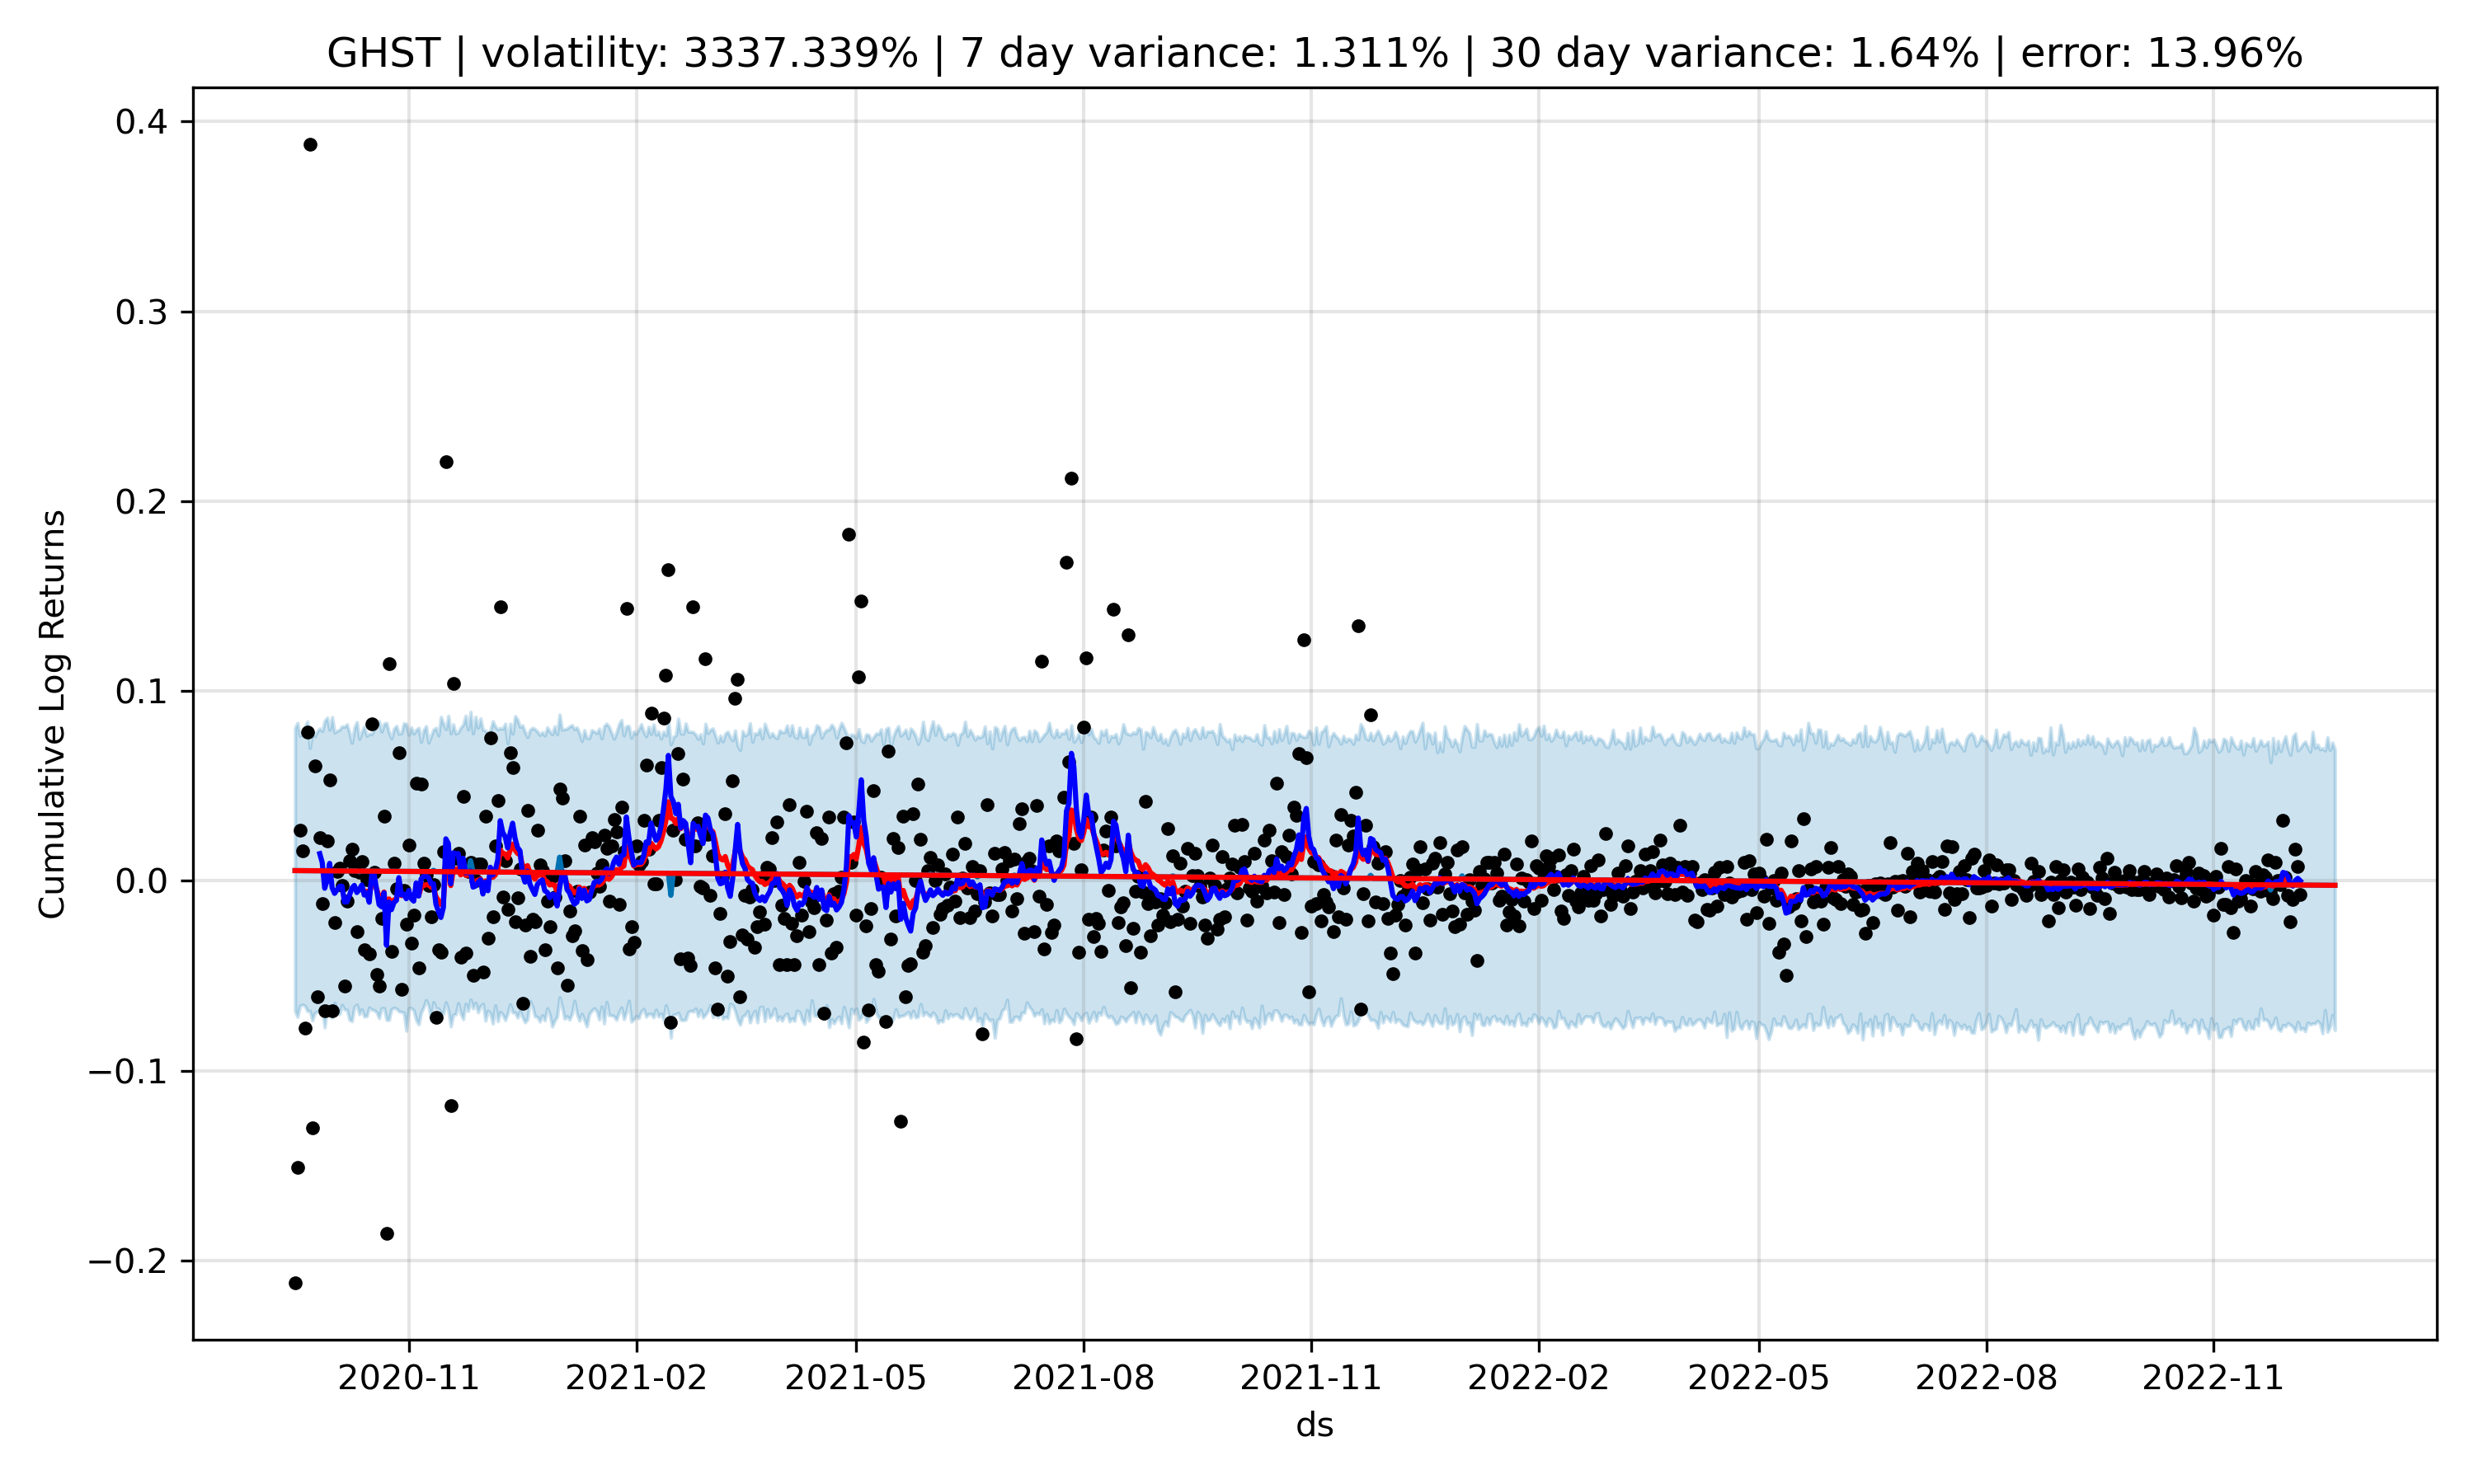 GHST | volatility: 3337.339% | 7 day variance: 1.311% | 30 day variance: 1.64% | error: 13.96%
Cumulative Log Returns
0.4
0.3
0.2
0.1
0.0
−0.1
−0.2
2020-11 2021-02 2021-05 2021-08 2021-11 2022-02 2022-05 2022-08 2022-11
ds